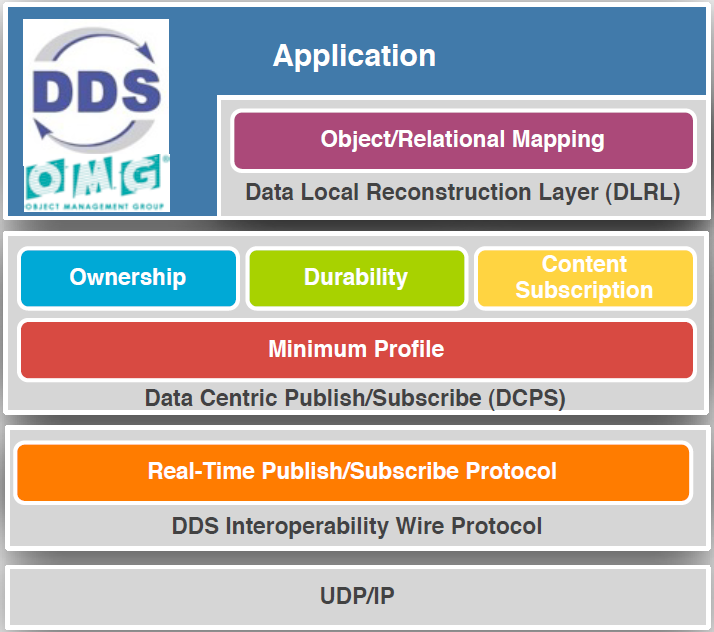 DDS
OMG®
OBJECT MANAGEMENT GROUP
Application
Object/Relational Mapping
Data Local Reconstruction Layer (DLRL)
Ownership
Durability
Content
Subscription
Minimum Profile
Data Centric Publish/Subscribe (DCPS)
Real-Time Publish/Subscribe Protocol
DDS Interoperability Wire Protocol
UDP/IP